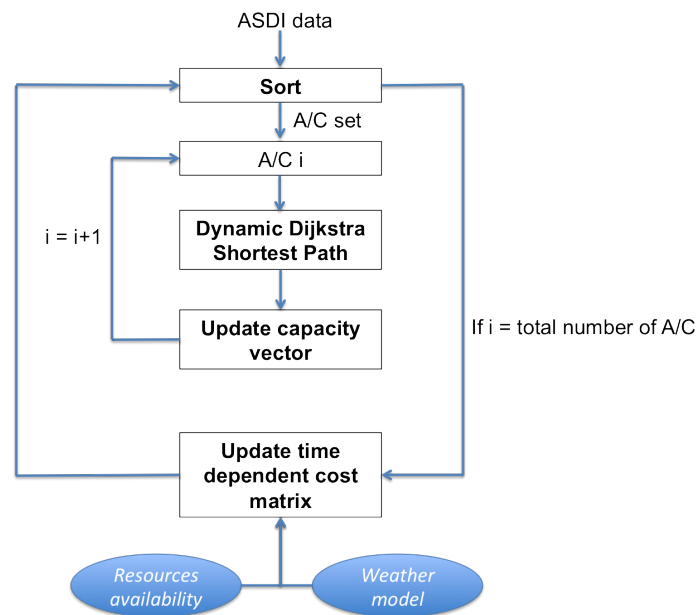 ASDI data
Sort
A/C set
A/C i
Dynamic Dijkstra
Shortest Path
i = i+1
Update capacity
vector
If i = total number of A/C
Update time
dependent cost
matrix
Resources
availability
Weather
model